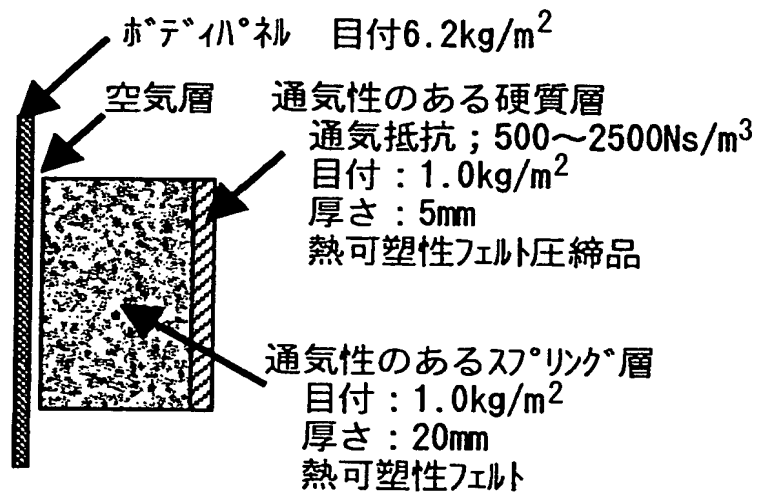 ﾎﾞﾃﾞｨﾊﾟﾈﾙ 目付6.2kg/m²
空気層
通気性のある硬質層
通気抵抗；500～2500Ns/m³
目付：1.0kg/m²
厚さ：5mm
熱可塑性ﾌｪﾙﾄ圧締品
通気性のあるｽﾌﾟﾘﾝｸﾞ層
目付：1.0kg/m²
厚さ：20mm
熱可塑性ﾌｪﾙﾄ